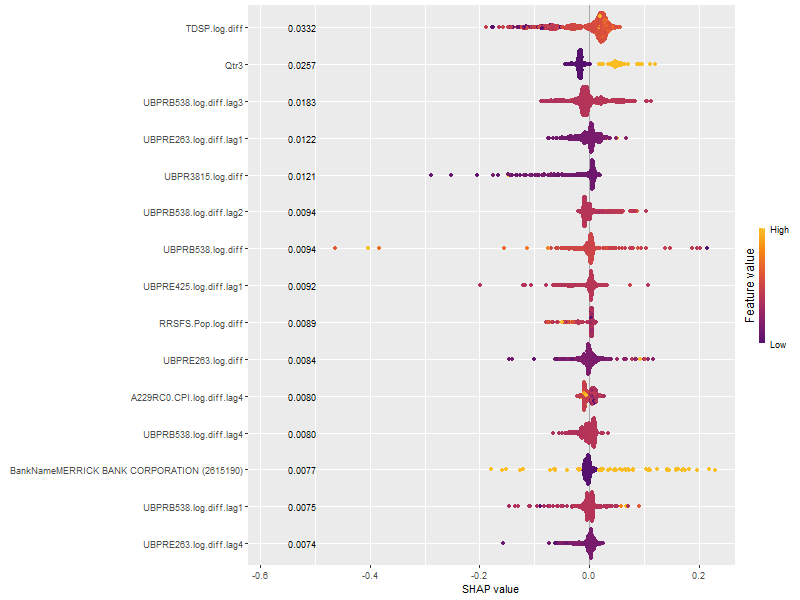 TDSP.log.diff 0.0332
Qtr3 0.0257
UBPRB538.log.diff.lag3 0.0183
UBPRE263.log.diff.lag1 0.0122
UBPR3815.log.diff 0.0121
UBPRB538.log.diff.lag2 0.0094
UBPRB538.log.diff 0.0094
UBPRE425.log.diff.lag1 0.0092
RRSFS.Pop.log.diff 0.0089
UBPRE263.log.diff 0.0084
A229RC0.CPI.log.diff.lag4 0.0080
UBPRB538.log.diff.lag4 0.0080
BankNameMERRICK BANK CORPORATION (2615190) 0.0077
UBPRB538.log.diff.lag1 0.0075
UBPRE263.log.diff.lag4 0.0074
-0.6 -0.4 -0.2 0.0 0.2
SHAP value
High
Feature value
Low